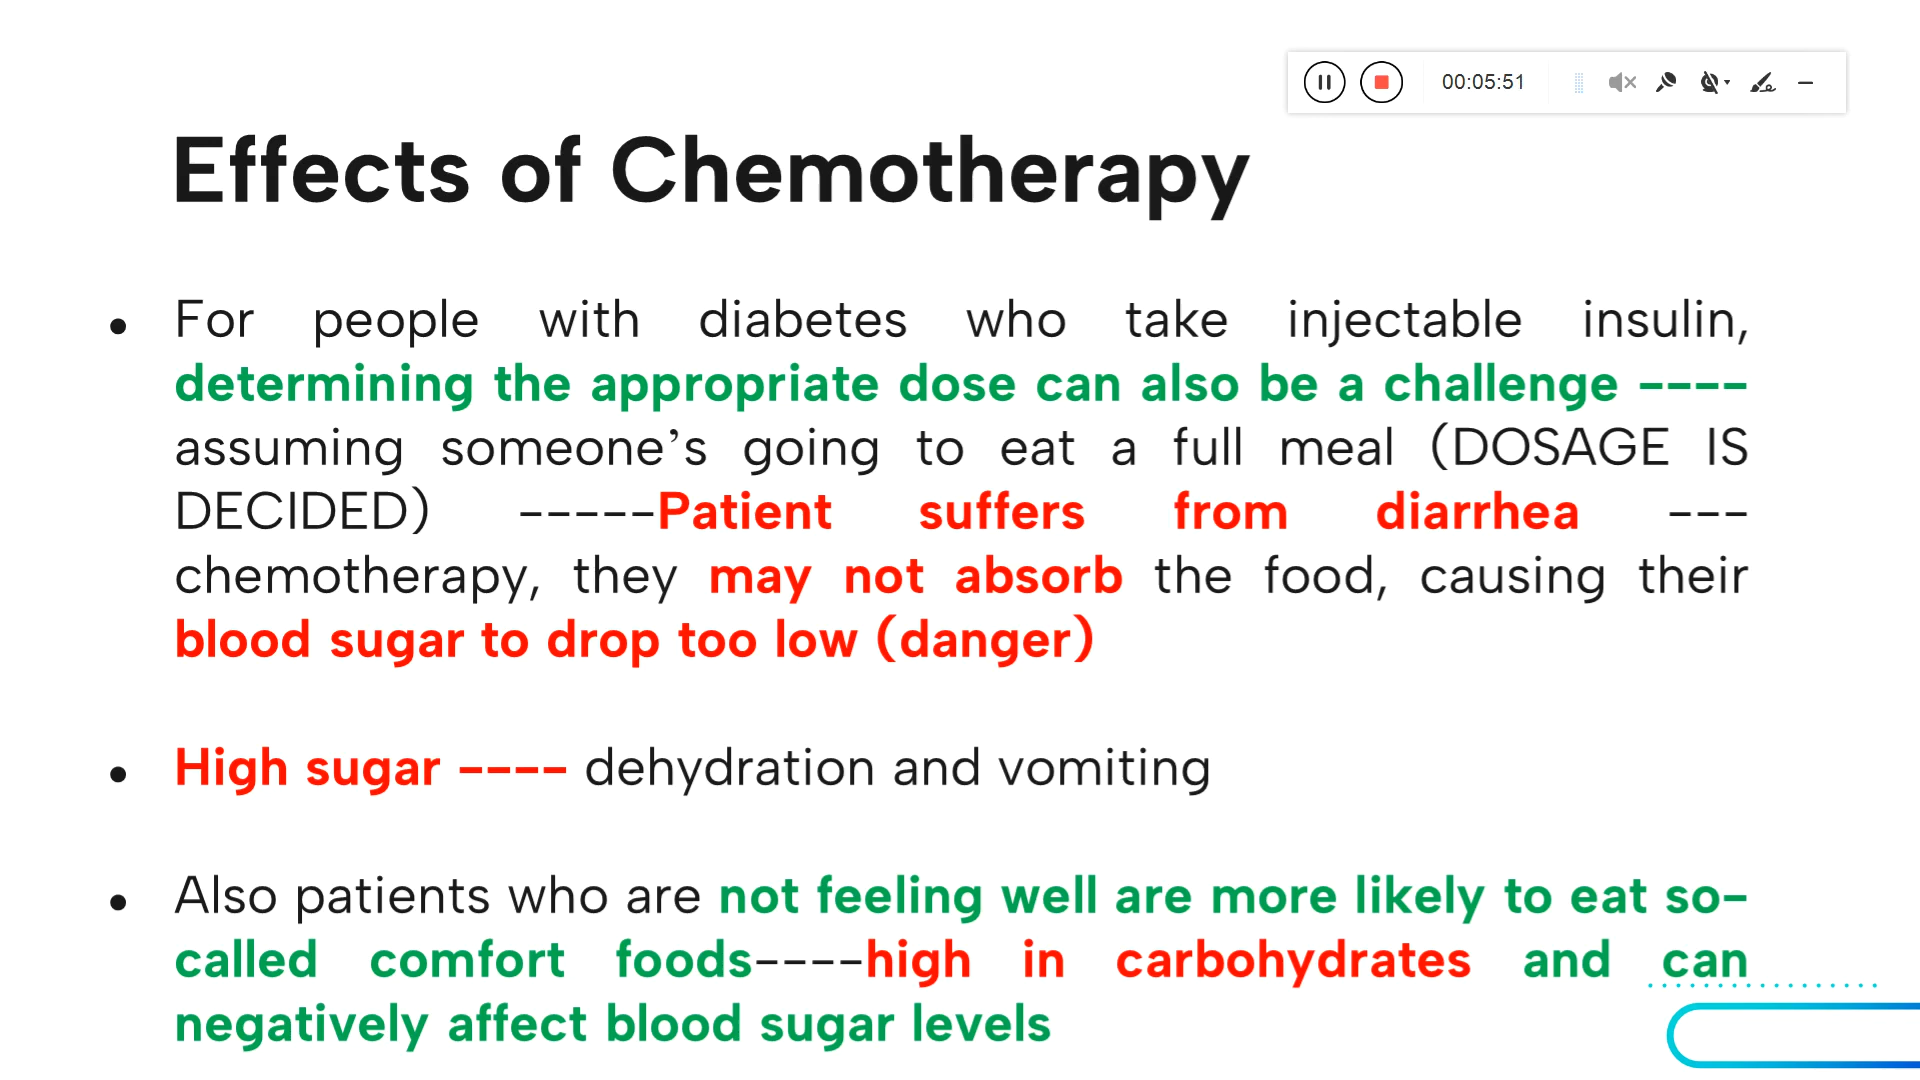 00:05:51
Effects of Chemotherapy
• For people with diabetes who take injectable insulin,
determining the appropriate dose can also be a challenge ----
assuming someone’s going to eat a full meal (DOSAGE IS
DECIDED) -----Patient suffers from diarrhea ---
chemotherapy, they may not absorb the food, causing their
blood sugar to drop too low (danger)
• High sugar ---- dehydration and vomiting
• Also patients who are not feeling well are more likely to eat so-
called comfort foods----high in carbohydrates and can
negatively affect blood sugar levels